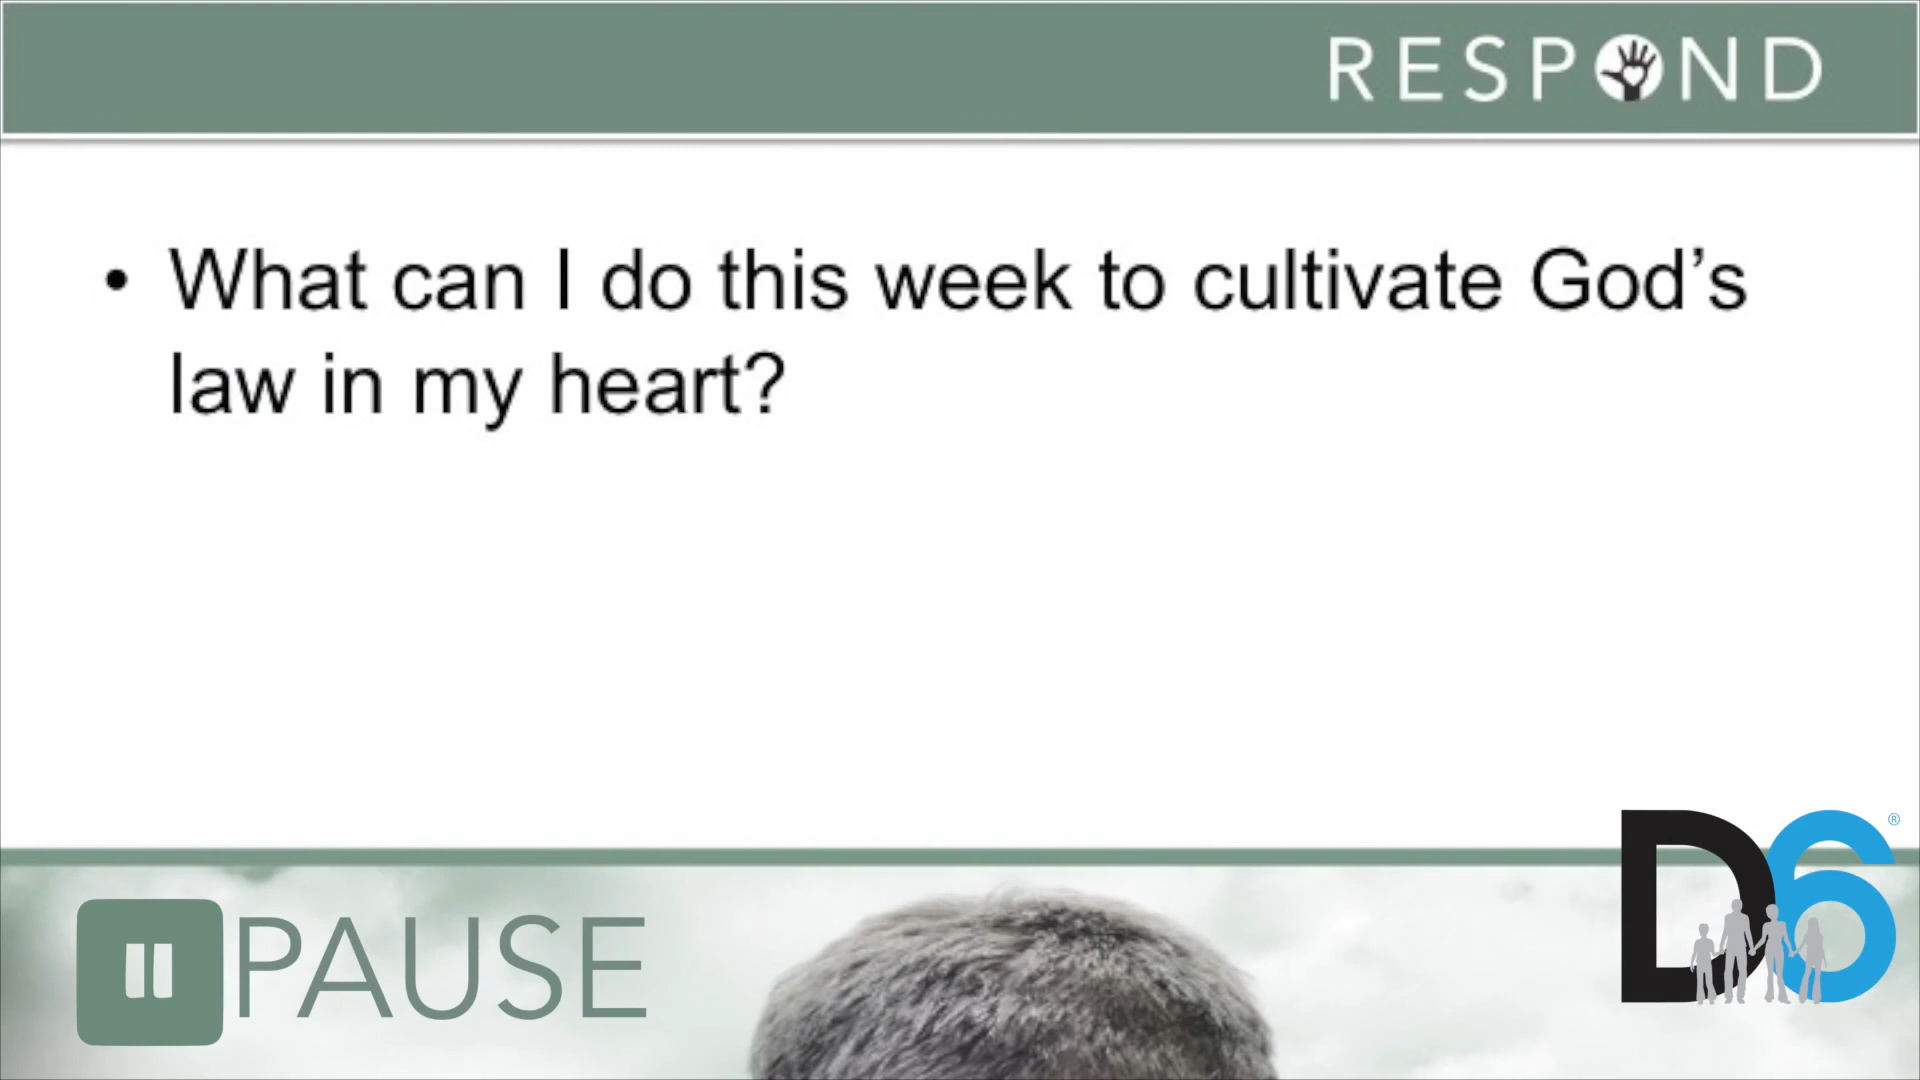 RESPOND
• What can I do this week to cultivate God’s
law in my heart?
PAUSE
D6®